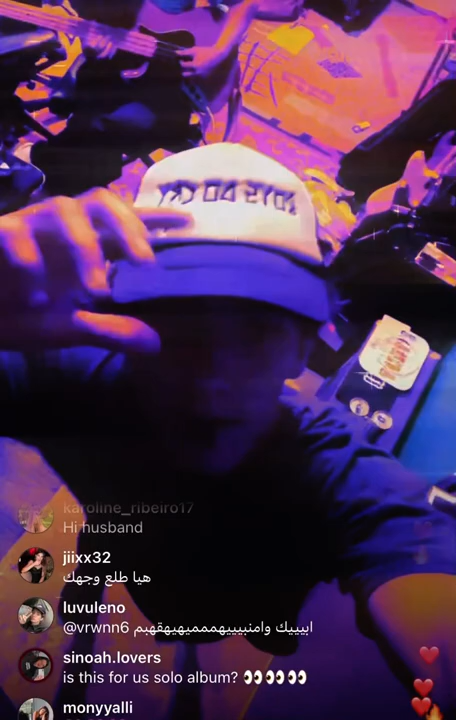 karoline_ribeiro17
Hi husband
jiixx32
هيا طلع وجهك
luvuleno
@vrwnn6 ابيييك وامنبييييهمممميهيهقهبم
sinoah.lovers
is this for us solo album? 👀👀👀👀👀👀
monyyalli